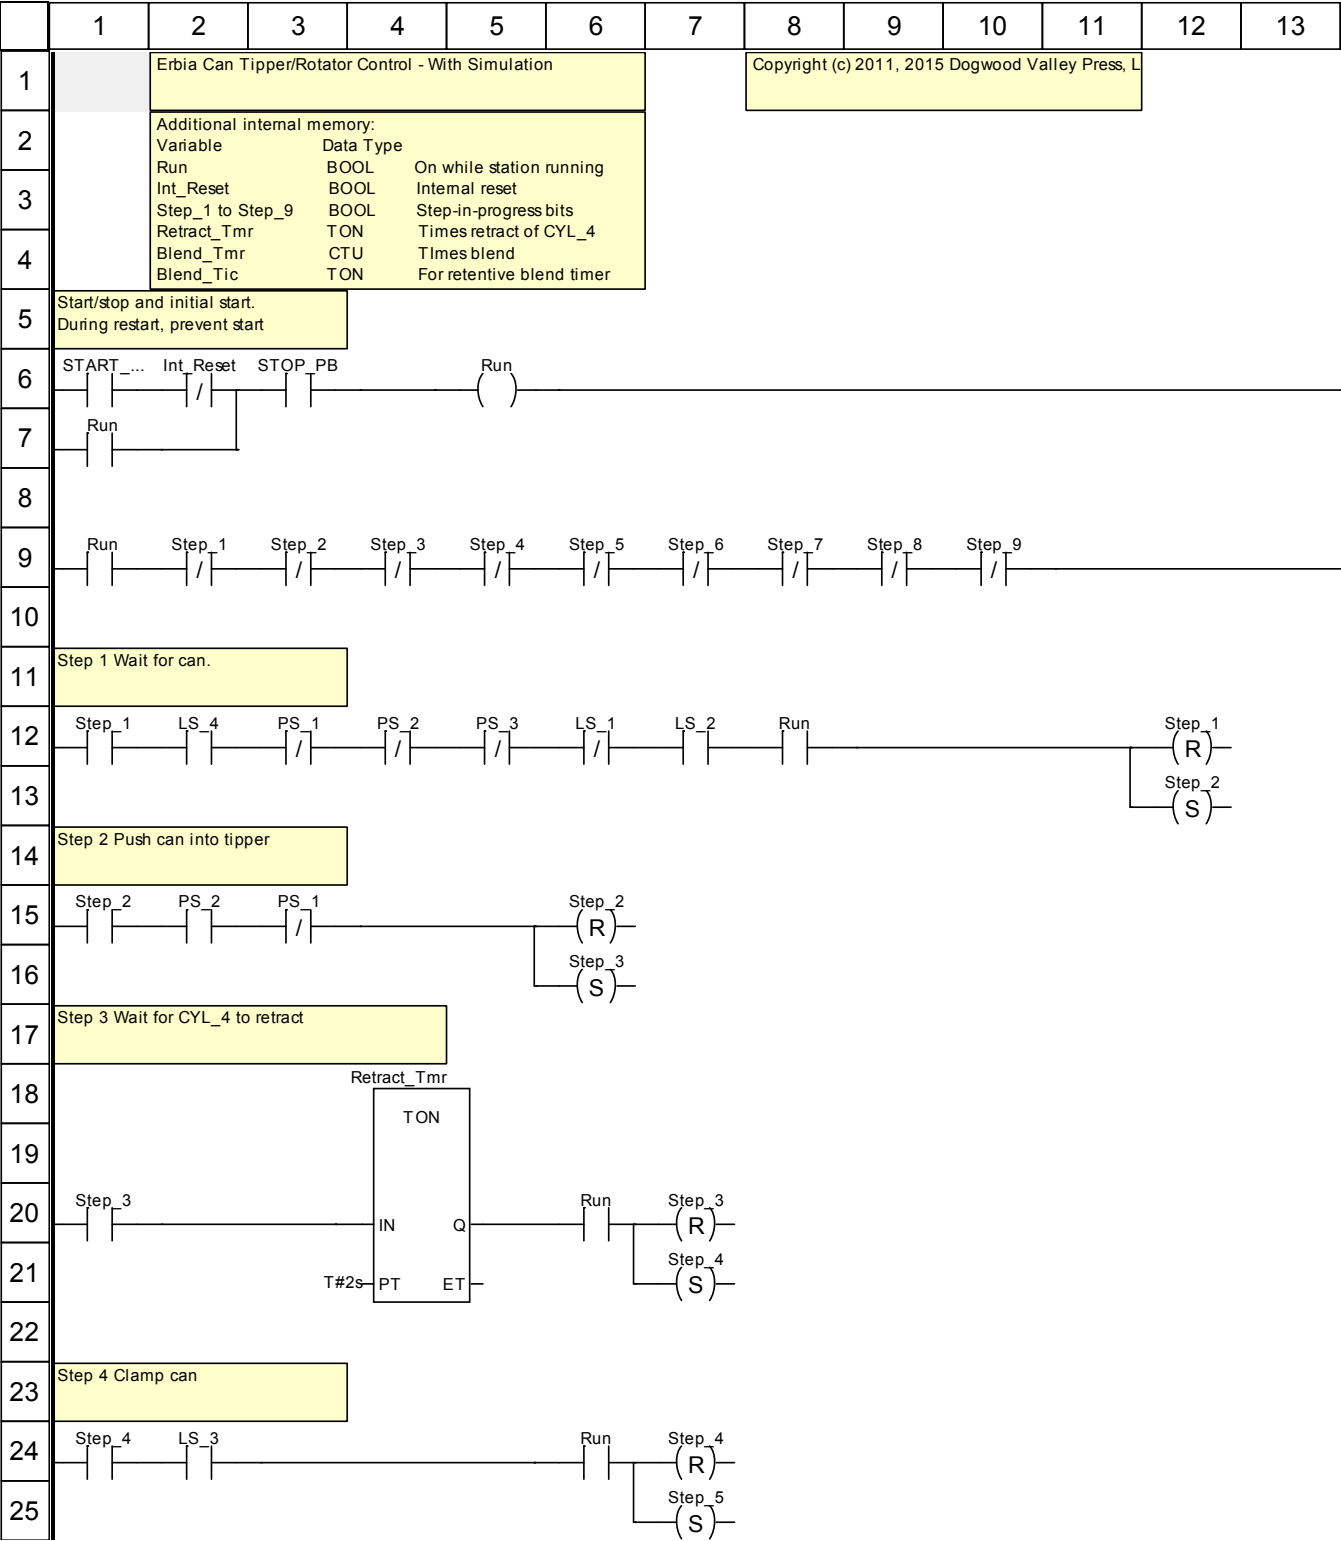 1 2 3 4 5 6 7 8 9 10 11 12 13
1
Erbia Can Tipper/Rotator Control - With Simulation
Copyright (c) 2011, 2015 Dogwood Valley Press, L
2
Additional internal memory:
Variable Data Type
Run BOOL On while station running
3
Int_Reset BOOL Internal reset
Step_1 to Step_9 BOOL Step-in-progress bits
Retract_Tmr TON Times retract of CYL_4
4
Blend_Tmr CTU TImes blend
Blend_Tic TON For retentive blend timer
5
Start/stop and initial start.
During restart, prevent start
6
START_... Int_Reset STOP_PB Run
/
7
Run
8
9
Run Step_1 Step_2 Step_3 Step_4 Step_5 Step_6 Step_7 Step_8 Step_9
/ / / / / / / / /
10
11
Step 1 Wait for can.
12
Step_1 LS_4 PS_1 PS_2 PS_3 LS_1 LS_2 Run Step_1
/ / / / R
13
Step_2
S
14
Step 2 Push can into tipper
15
Step_2 PS_2 PS_1 Step_2
/ R
16
Step_3
S
17
Step 3 Wait for CYL_4 to retract
18
Retract_Tmr
TON
19
20
Step_3 Run Step_3
IN Q R
21
Step_4
T#2s PT ET S
22
23
Step 4 Clamp can
24
Step_4 LS_3 Run Step_4
R
25
Step_5
S